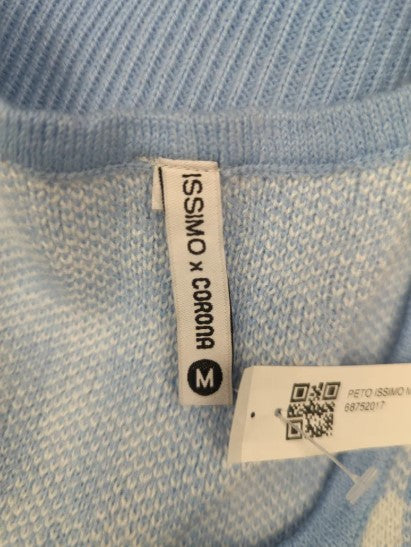 ISSIMO x CORONA
M
PETO ISSIMO M
68752017